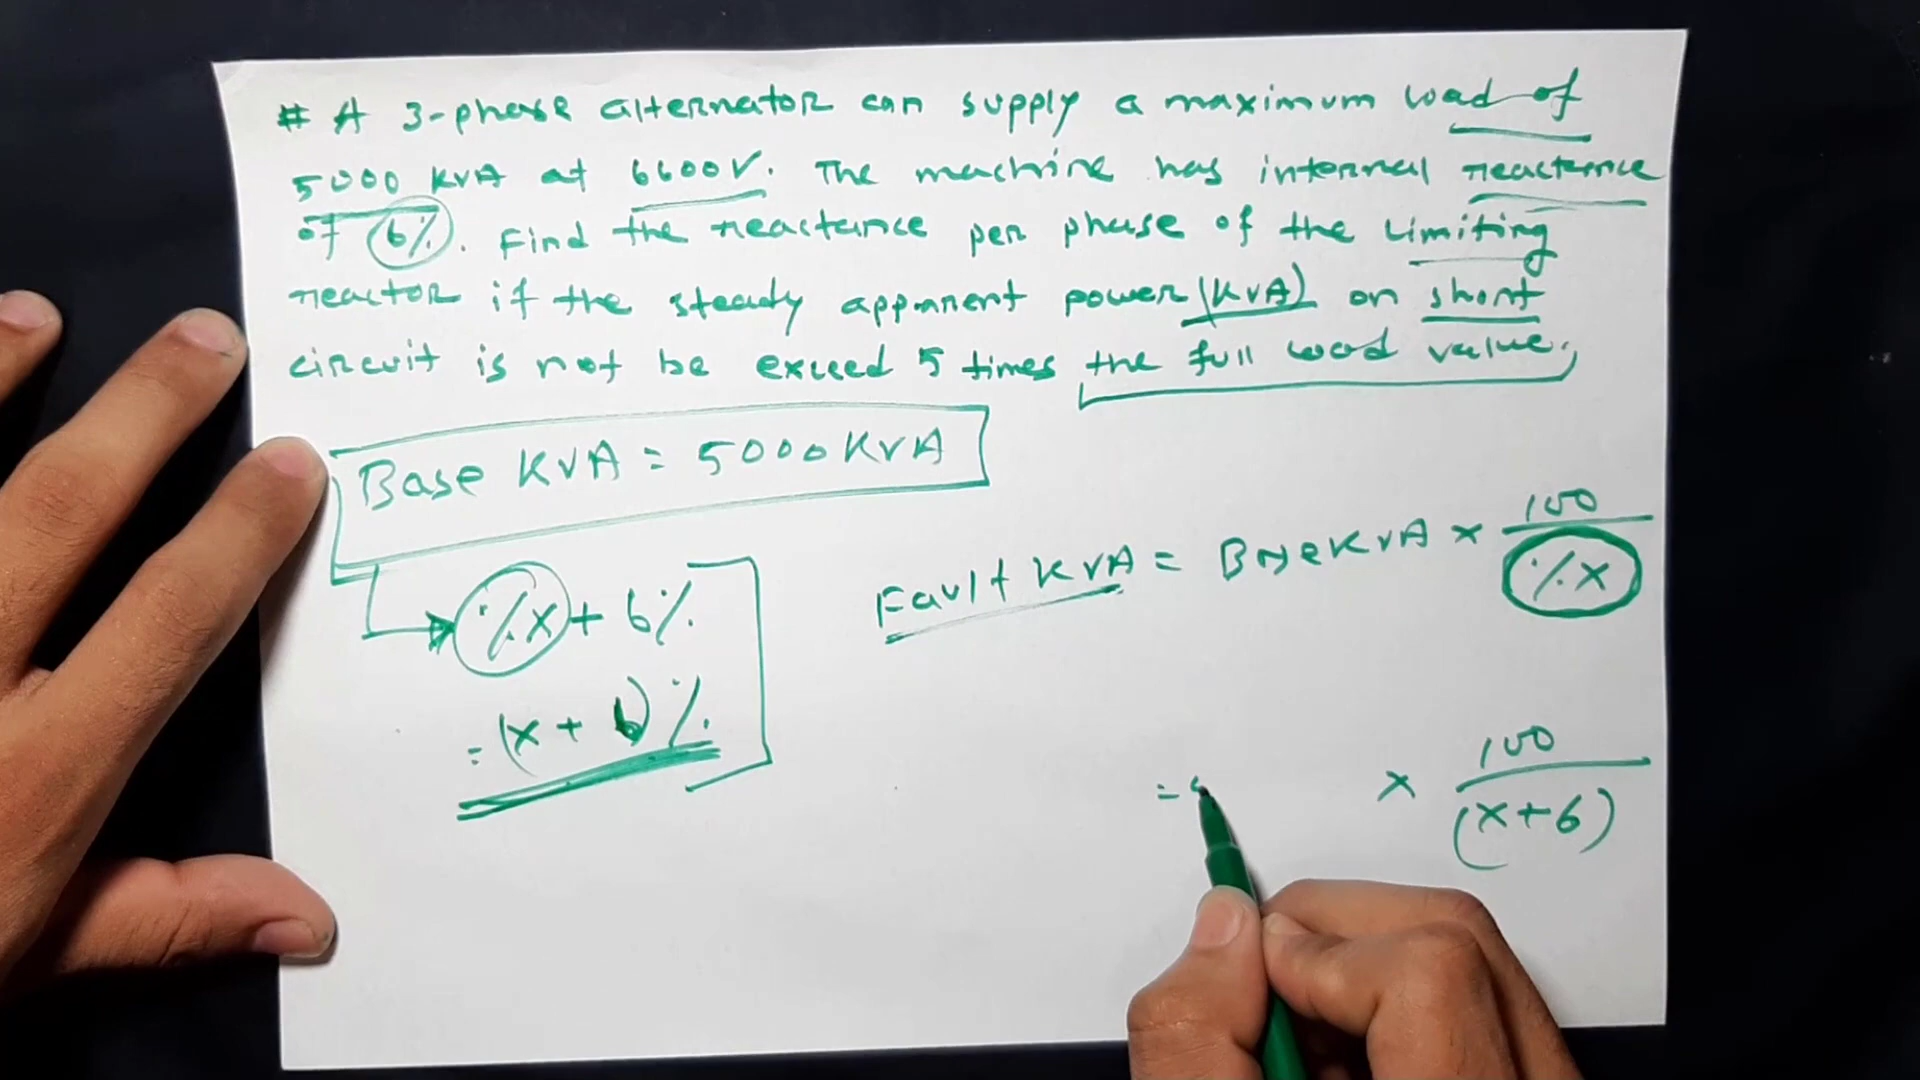 # A 3-phase alternator can supply a maximum load of
5000 KVA at 6600V. The machine has internal reactance
of 6%. Find the reactance per phase of the limiting
reactor if the steady apparent power (KVA) on short
circuit is not be exceed 5 times the full load value.
Base KVA = 5000 KVA
%X + 6%
= (X + 6) %
Fault KVA = Base KVA × 100 / %X
= × 100 / (X+6)